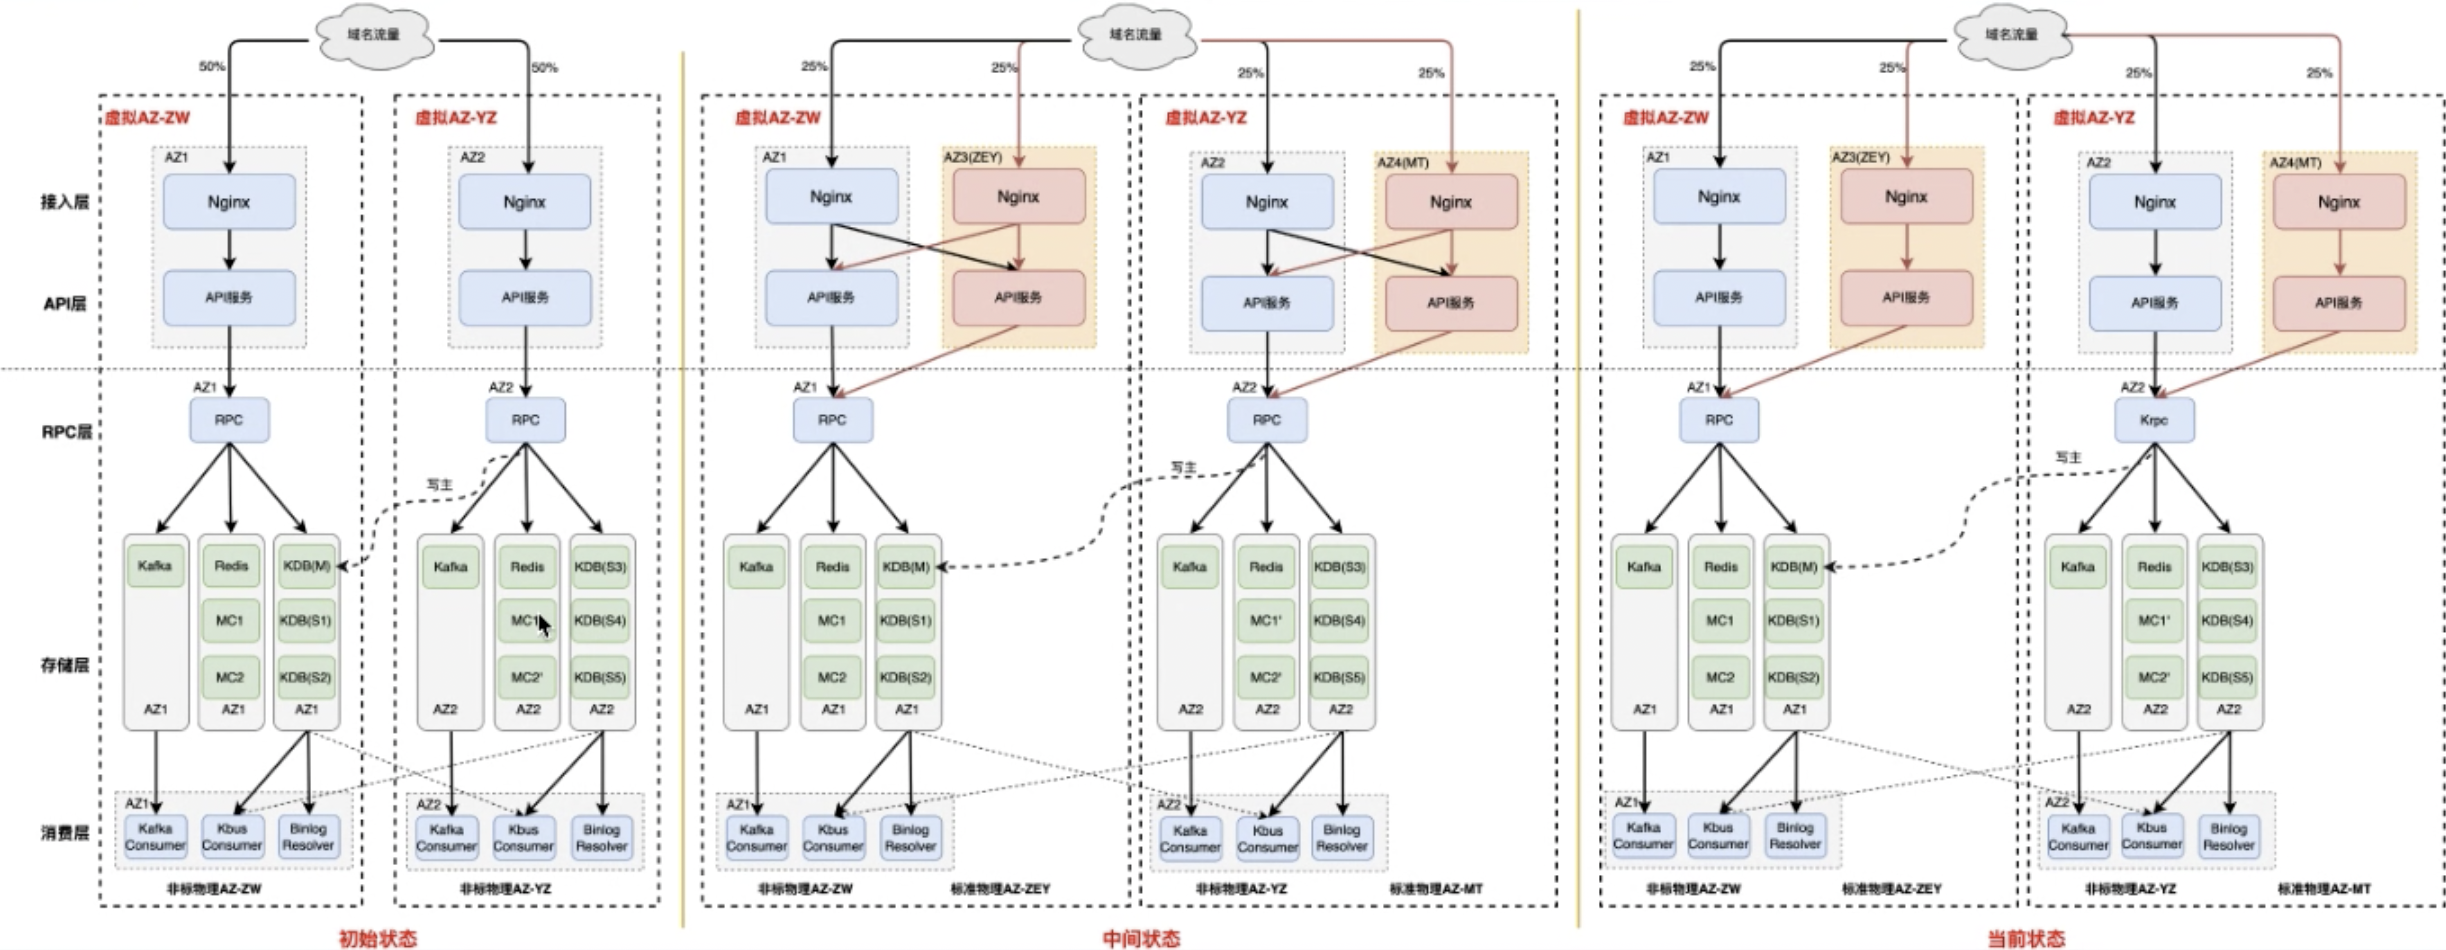 域名流量
50%
50%
虚拟AZ-ZW
虚拟AZ-YZ
AZ1
AZ2
接入层
Nginx
Nginx
API层
API服务
API服务
AZ1
AZ2
RPC层
RPC
RPC
写主
Kafka
Redis
KDB(M)
Kafka
Redis
KDB(S3)
MC1
KDB(S1)
MC1'
KDB(S4)
存储层
MC2
KDB(S2)
MC2'
KDB(S5)
AZ1
AZ1
AZ1
AZ2
AZ2
AZ2
AZ1
AZ2
消费层
Kafka
Consumer
Kbus
Consumer
Binlog
Resolver
Kafka
Consumer
Kbus
Consumer
Binlog
Resolver
非标物理AZ-ZW
非标物理AZ-YZ
初始状态
域名流量
25%
25%
25%
25%
虚拟AZ-ZW
虚拟AZ-YZ
AZ1
AZ3(ZEY)
AZ2
AZ4(MT)
Nginx
Nginx
Nginx
Nginx
API服务
API服务
API服务
API服务
AZ1
AZ2
RPC
RPC
写主
Kafka
Redis
KDB(M)
Kafka
Redis
KDB(S3)
MC1
KDB(S1)
MC1'
KDB(S4)
MC2
KDB(S2)
MC2'
KDB(S5)
AZ1
AZ1
AZ1
AZ2
AZ2
AZ2
AZ1
AZ2
Kafka
Consumer
Kbus
Consumer
Binlog
Resolver
Kafka
Consumer
Kbus
Consumer
Binlog
Resolver
非标物理AZ-ZW
标准物理AZ-ZEY
非标物理AZ-YZ
标准物理AZ-MT
中间状态
域名流量
25%
25%
25%
25%
虚拟AZ-ZW
虚拟AZ-YZ
AZ1
AZ3(ZEY)
AZ2
AZ4(MT)
Nginx
Nginx
Nginx
Nginx
API服务
API服务
API服务
API服务
AZ1
AZ2
RPC
Krpc
写主
Kafka
Redis
KDB(M)
Kafka
Redis
KDB(S3)
MC1
KDB(S1)
MC1'
KDB(S4)
MC2
KDB(S2)
MC2'
KDB(S5)
AZ1
AZ1
AZ1
AZ2
AZ2
AZ2
AZ1
AZ2
Kafka
Consumer
Kbus
Consumer
Binlog
Resolver
Kafka
Consumer
Kbus
Consumer
Binlog
Resolver
非标物理AZ-ZW
标准物理AZ-ZEY
非标物理AZ-YZ
标准物理AZ-MT
当前状态